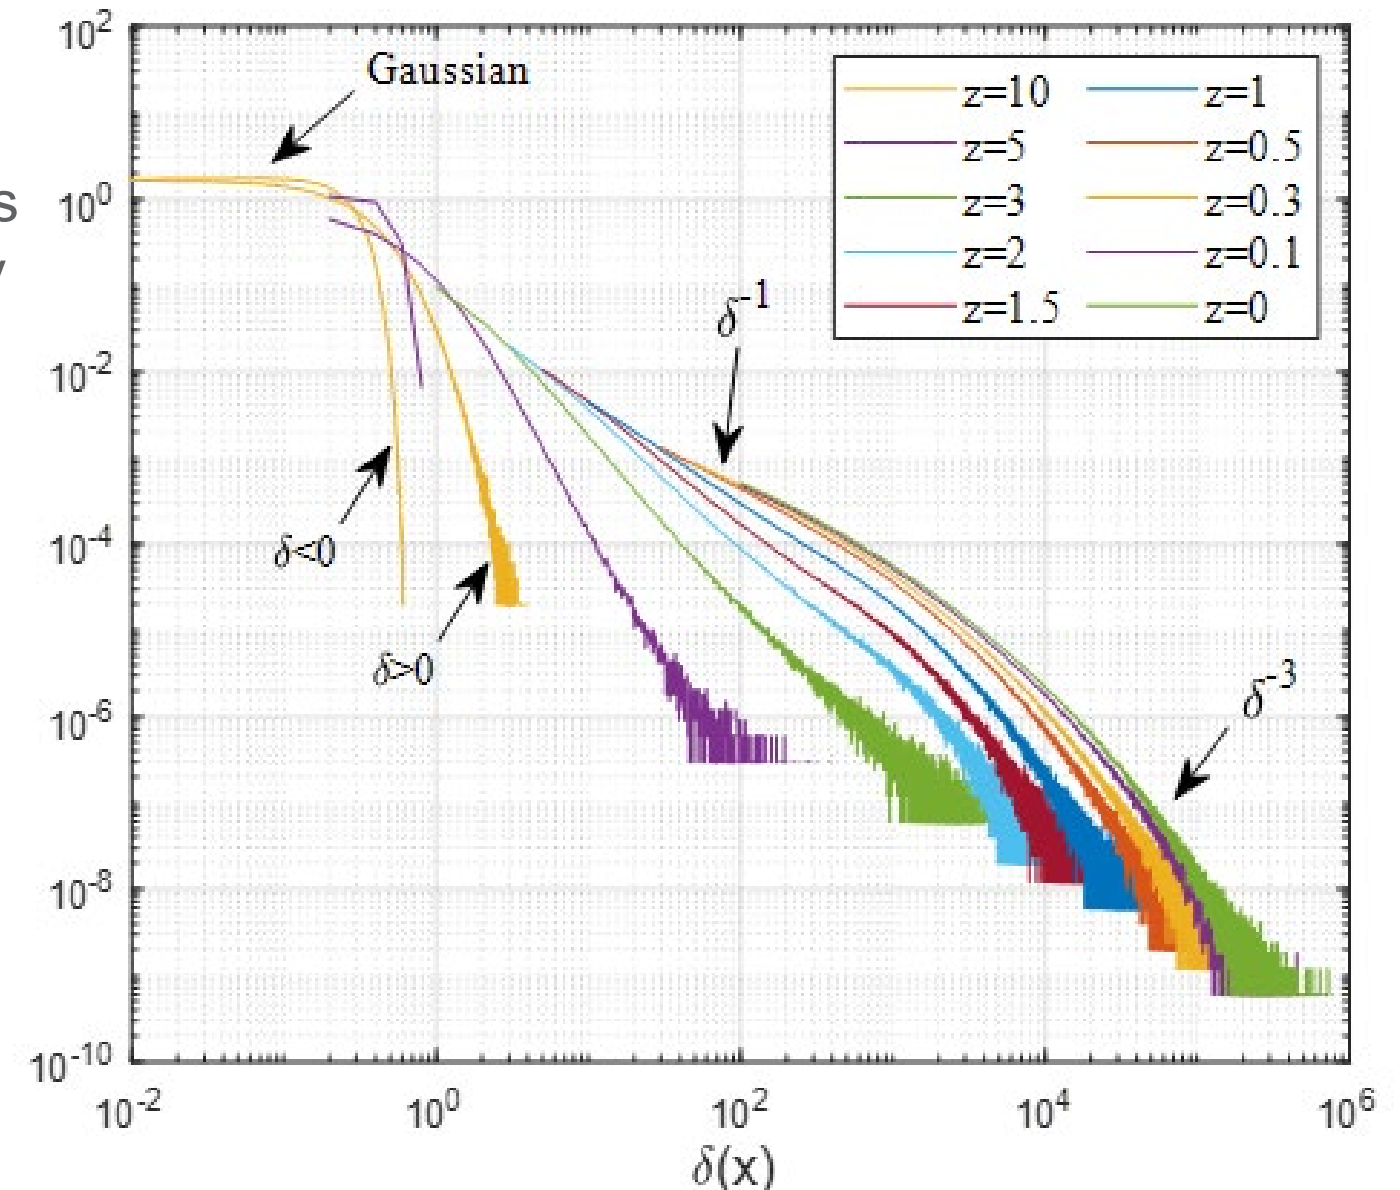 10^2
Gaussian
z=10 z=1
z=5 z=0.5
s
10^0
z=3 z=0.3
y
z=2 z=0.1
δ^-1
z=1.5 z=0
10^-2
10^-4
δ<0
δ>0
δ^-3
10^-6
10^-8
10^-10
10^-2 10^0 10^2 10^4 10^6
δ(x)